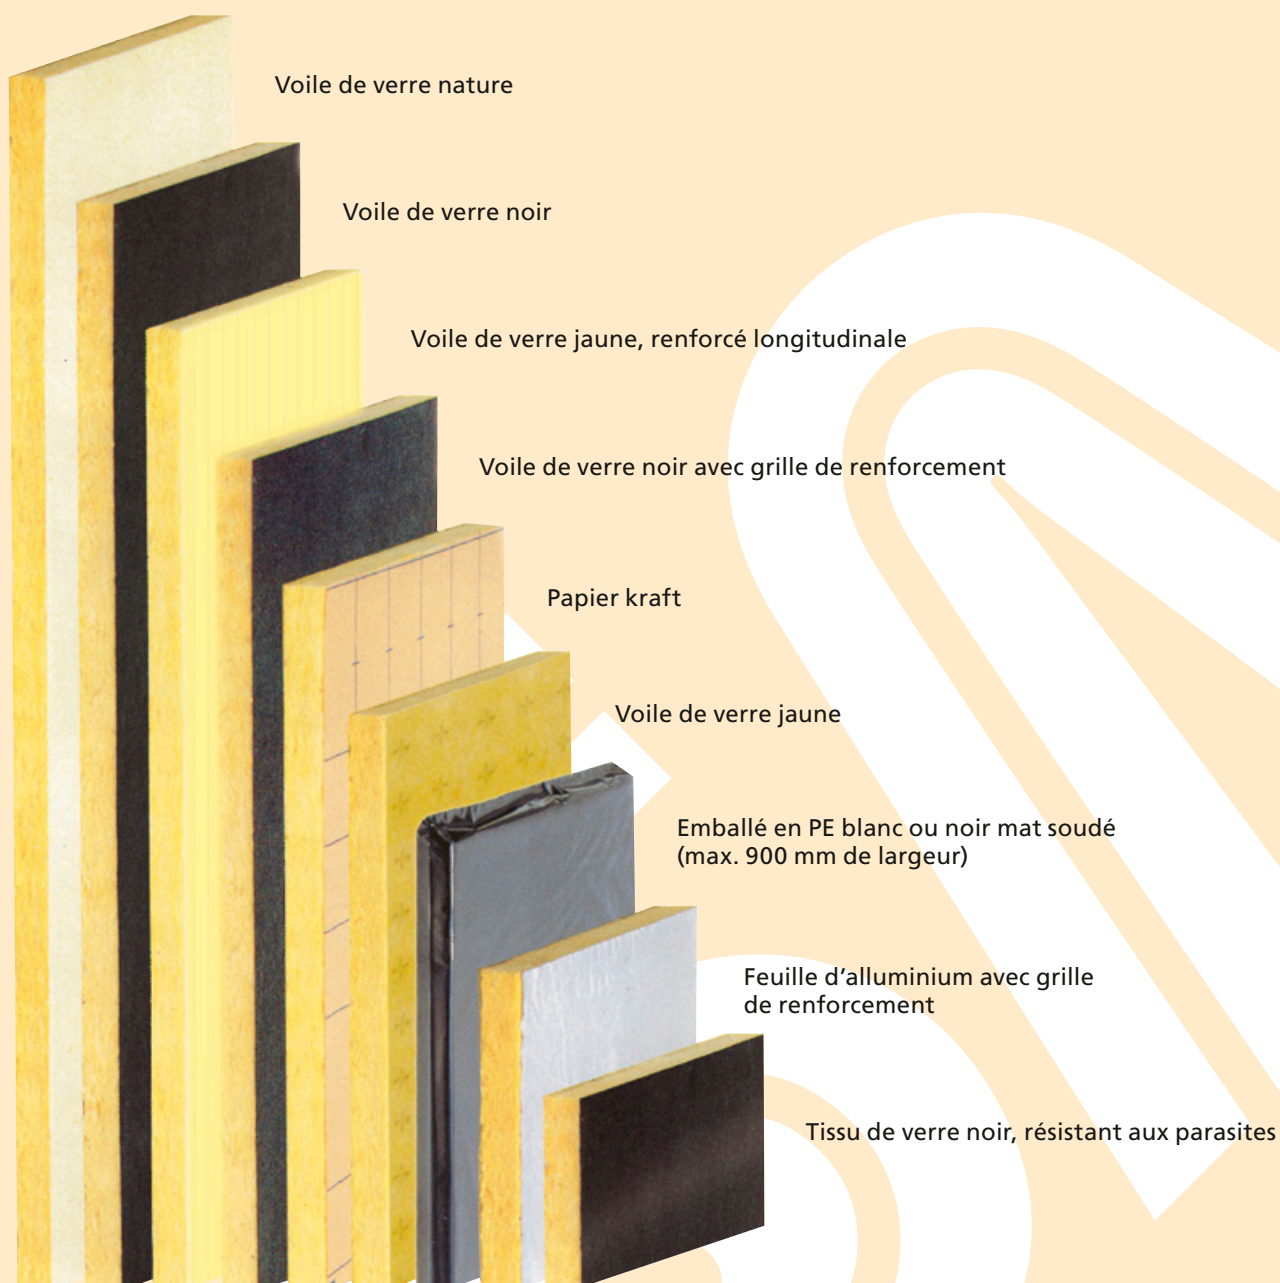 Voile de verre nature
Voile de verre noir
Voile de verre jaune, renforcé longitudinale
Voile de verre noir avec grille de renforcement
Papier kraft
Voile de verre jaune
Emballé en PE blanc ou noir mat soudé
(max. 900 mm de largeur)
Feuille d’alluminium avec grille
de renforcement
Tissu de verre noir, résistant aux parasites